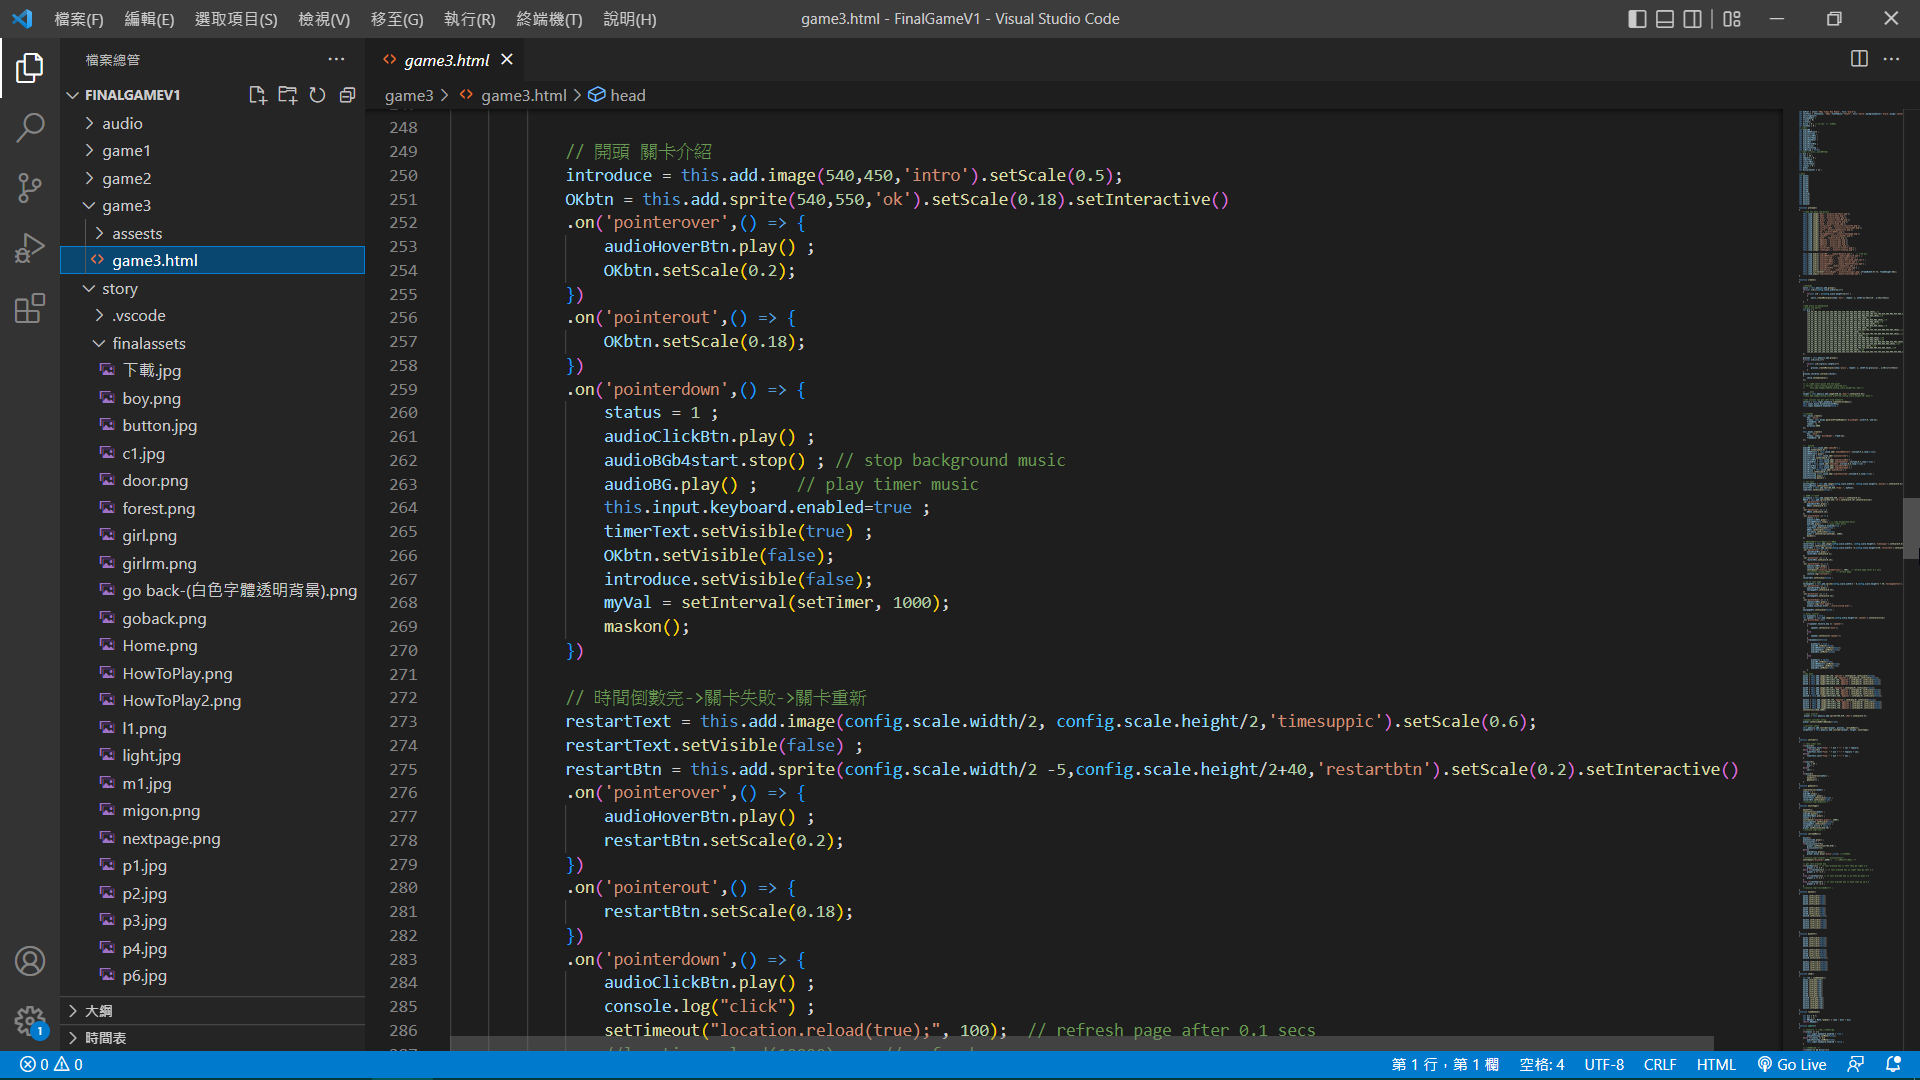 檔案(F) 編輯(E) 選取項目(S) 檢視(V) 移至(G) 執行(R) 終端機(T) 說明(H)
game3.html - FinalGameV1 - Visual Studio Code
檔案總管
FINALGAMEV1
audio
game1
game2
game3
assests
game3.html
story
.vscode
finalassets
下載.jpg
boy.png
button.jpg
c1.jpg
door.png
forest.png
girl.png
girlrm.png
go back-(白色字體透明背景).png
goback.png
Home.png
HowToPlay.png
HowToPlay2.png
l1.png
light.jpg
m1.jpg
migon.png
nextpage.png
p1.jpg
p2.jpg
p3.jpg
p4.jpg
p6.jpg
大綱
時間表
1
game3.html
game3 > game3.html > head
248
249 // 開頭 關卡介紹
250 introduce = this.add.image(540,450,'intro').setScale(0.5);
251 OKbtn = this.add.sprite(540,550,'ok').setScale(0.18).setInteractive()
252 .on('pointerover',() => {
253 audioHoverBtn.play() ;
254 OKbtn.setScale(0.2);
255 })
256 .on('pointerout',() => {
257 OKbtn.setScale(0.18);
258 })
259 .on('pointerdown',() => {
260 status = 1 ;
261 audioClickBtn.play() ;
262 audioBGb4start.stop() ; // stop background music
263 audioBG.play() ;    // play timer music
264 this.input.keyboard.enabled=true ;
265 timerText.setVisible(true) ;
266 OKbtn.setVisible(false);
267 introduce.setVisible(false);
268 myVal = setInterval(setTimer, 1000);
269 maskon();
270 })
271
272 // 時間倒數完->關卡失敗->關卡重新
273 restartText = this.add.image(config.scale.width/2, config.scale.height/2,'timesuppic').setScale(0.6);
274 restartText.setVisible(false) ;
275 restartBtn = this.add.sprite(config.scale.width/2 -5,config.scale.height/2+40,'restartbtn').setScale(0.2).setInteractive()
276 .on('pointerover',() => {
277 audioHoverBtn.play() ;
278 restartBtn.setScale(0.2);
279 })
280 .on('pointerout',() => {
281 restartBtn.setScale(0.18);
282 })
283 .on('pointerdown',() => {
284 audioClickBtn.play() ;
285 console.log("click") ;
286 setTimeout("location.reload(true);", 100);  // refresh page after 0.1 secs
0 0
第 1 行，第 1 欄 空格: 4 UTF-8 CRLF HTML Go Live